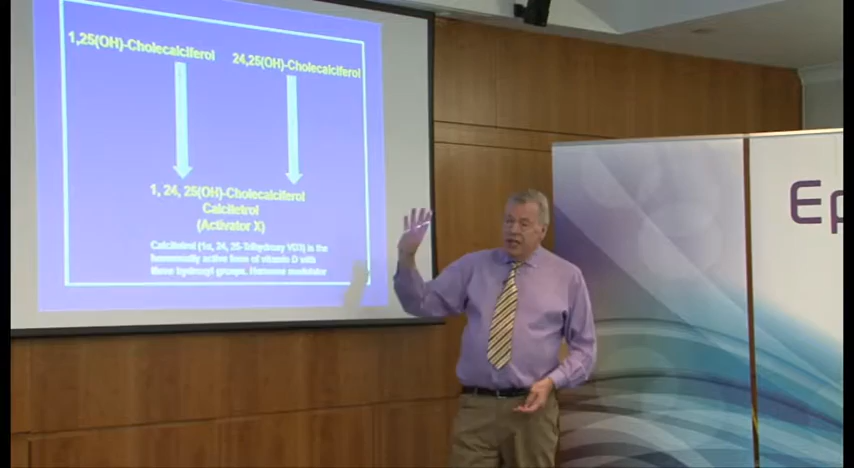 1,25(OH)-Cholecalciferol
24,25(OH)-Cholecalciferol
1, 24, 25(OH)-Cholecalciferol
Calciletrol
(Activator X)
Calcitetrol (1α, 24, 25-Trihydroxy VD3) is the
hormonally active form of vitamin D with
three hydroxyl groups. Hormone modulator
Ep